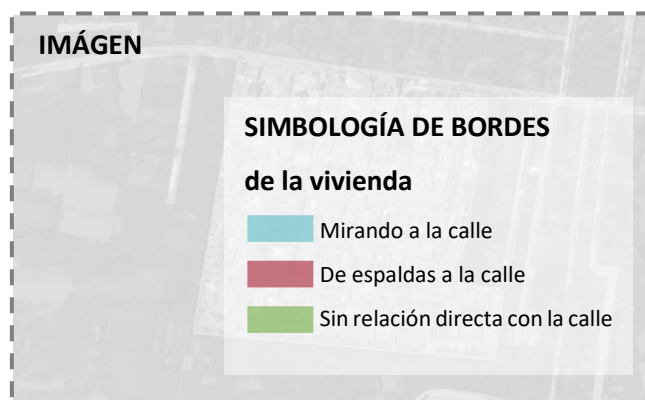 IMÁGEN
SIMBOLOGÍA DE BORDES
de la vivienda
Mirando a la calle
De espaldas a la calle
Sin relación directa con la calle